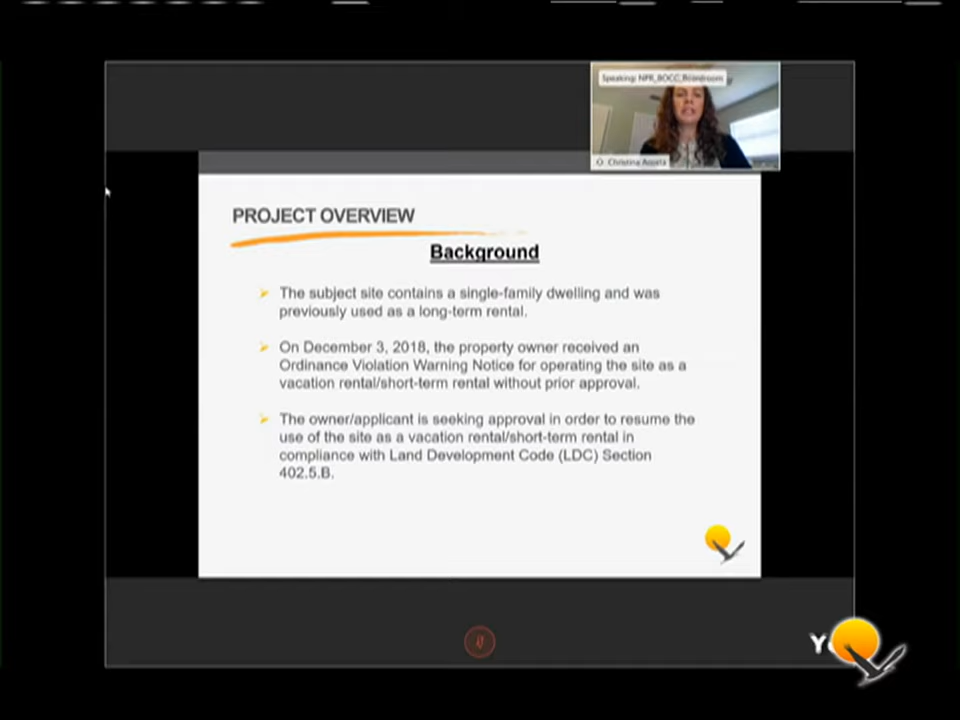 Speaking: NPR_BOCC_Boardroom
Christina Acosta
PROJECT OVERVIEW
Background
The subject site contains a single-family dwelling and was
previously used as a long-term rental.
On December 3, 2018, the property owner received an
Ordinance Violation Warning Notice for operating the site as a
vacation rental/short-term rental without prior approval.
The owner/applicant is seeking approval in order to resume the
use of the site as a vacation rental/short-term rental in
compliance with Land Development Code (LDC) Section
402.5.B.